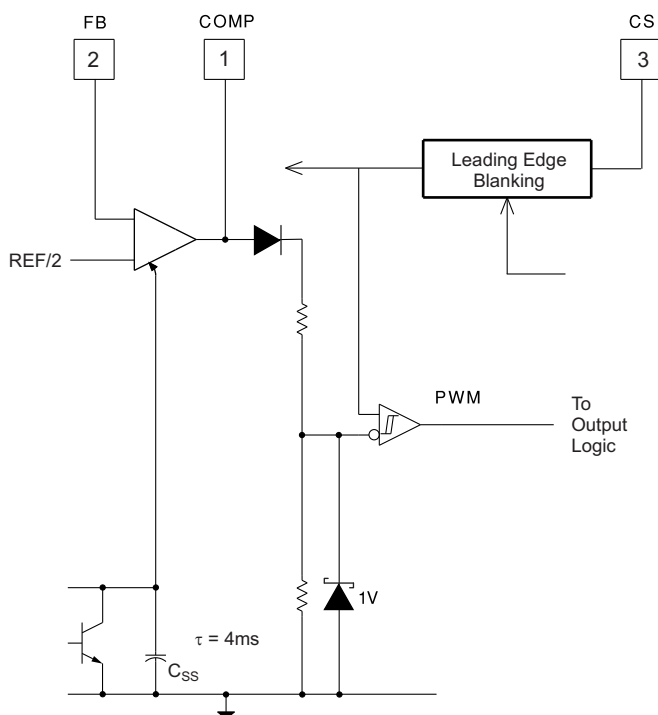 FB
COMP
CS
2
1
3
Leading Edge
Blanking
REF/2
PWM
To
Output
Logic
1V
τ = 4ms
CSS